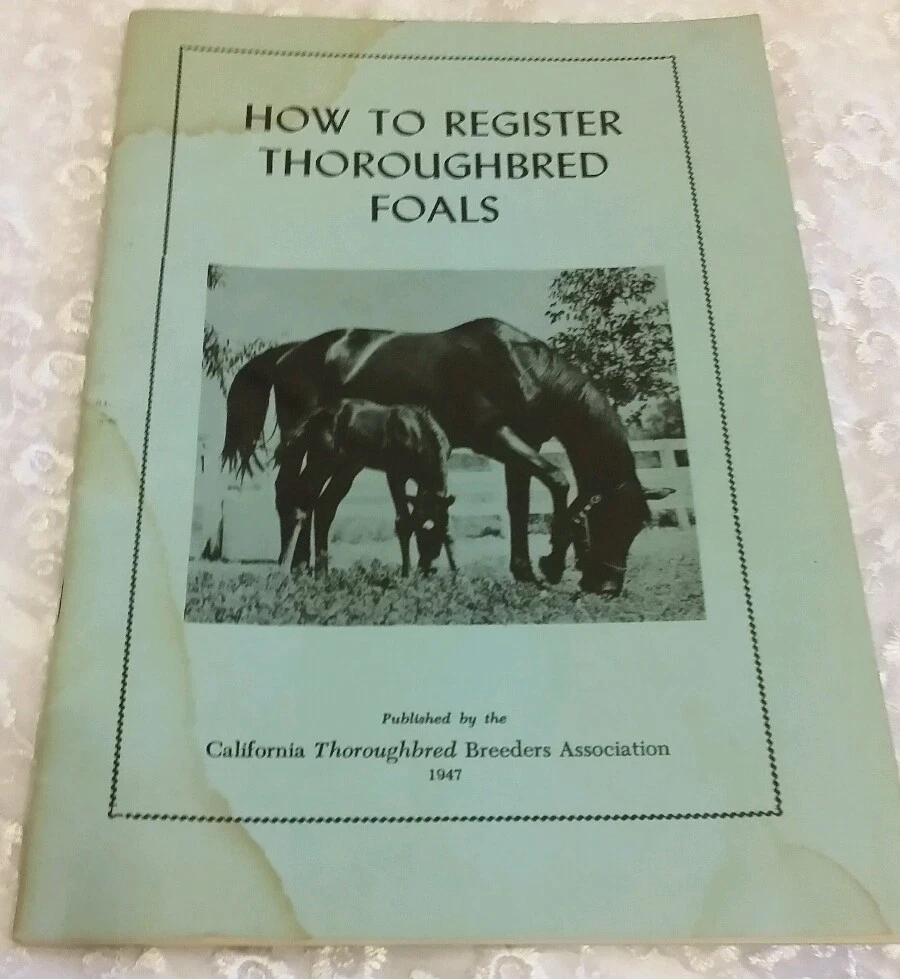 HOW TO REGISTER
THOROUGHBRED
FOALS
Published by the
California Thoroughbred Breeders Association
1947